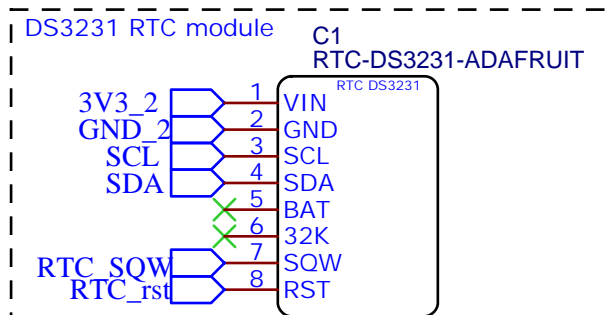 DS3231 RTC module
C1
RTC-DS3231-ADAFRUIT
RTC DS3231
3V3_2 1 VIN
GND_2 2 GND
SCL 3 SCL
SDA 4 SDA
5 BAT
6 32K
RTC_SQW 7 SQW
RTC_rst 8 RST